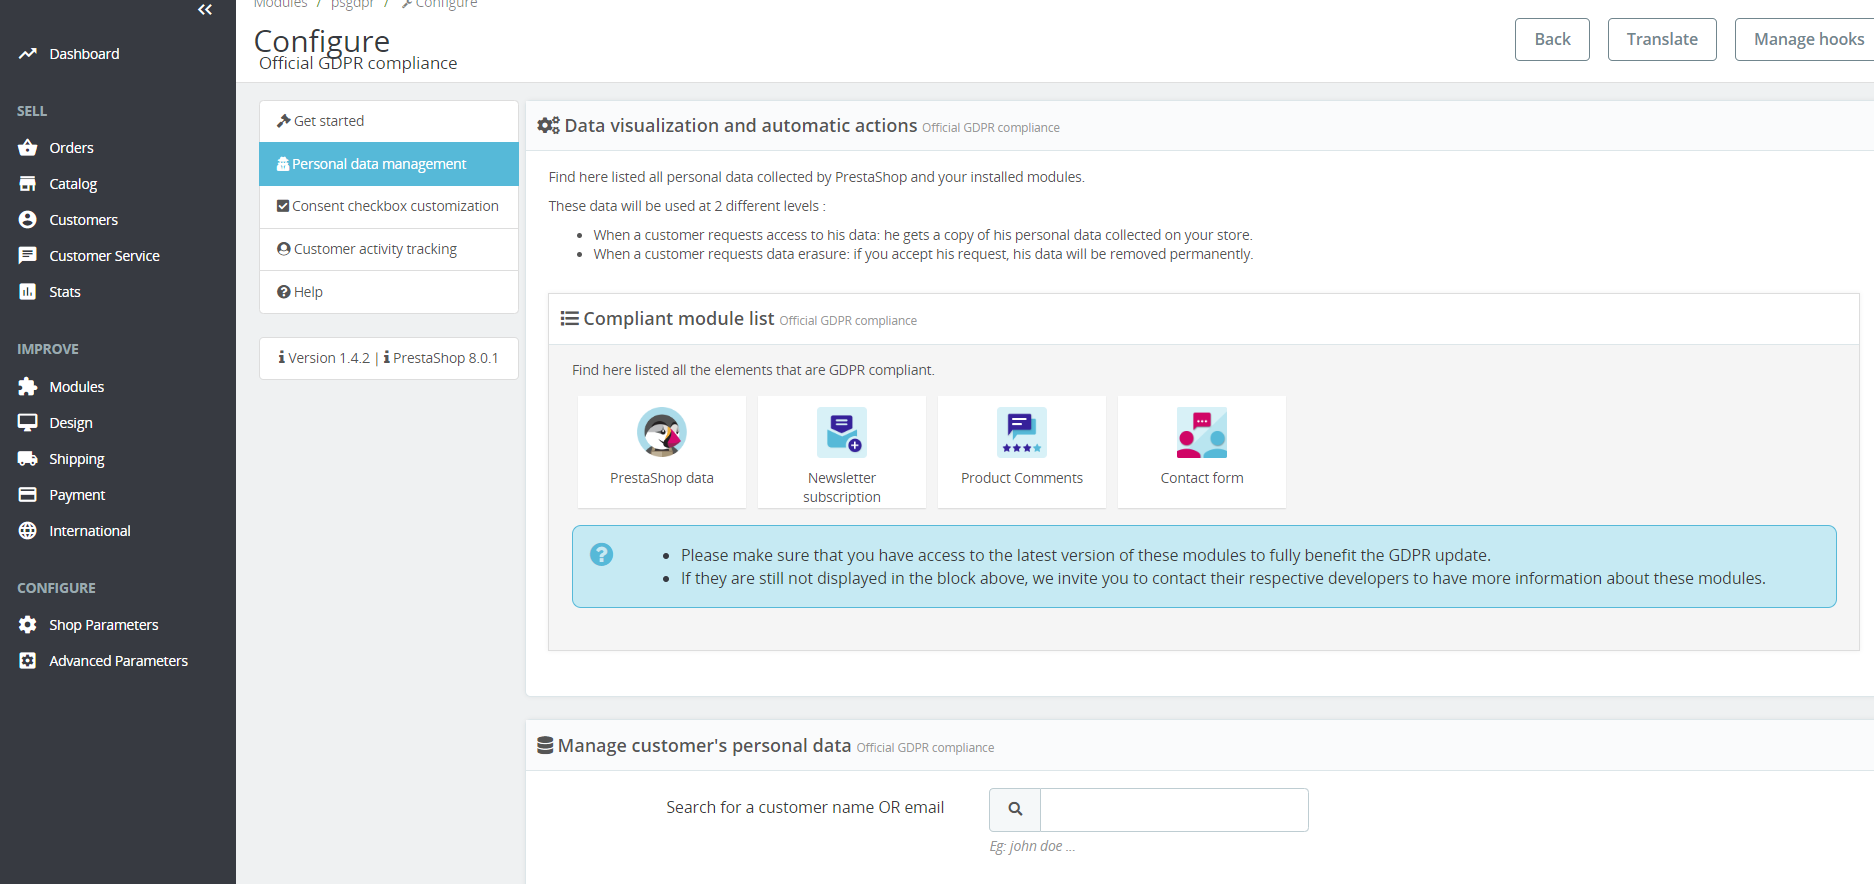 Modules / psgdpr / Configure
Configure
Official GDPR compliance
Back
Translate
Manage hooks
Dashboard
SELL
Orders
Catalog
Customers
Customer Service
Stats
IMPROVE
Modules
Design
Shipping
Payment
International
CONFIGURE
Shop Parameters
Advanced Parameters
Get started
Personal data management
Consent checkbox customization
Customer activity tracking
Help
Version 1.4.2 | PrestaShop 8.0.1
Data visualization and automatic actions Official GDPR compliance
Find here listed all personal data collected by PrestaShop and your installed modules.
These data will be used at 2 different levels :
• When a customer requests access to his data: he gets a copy of his personal data collected on your store.
• When a customer requests data erasure: if you accept his request, his data will be removed permanently.
Compliant module list Official GDPR compliance
Find here listed all the elements that are GDPR compliant.
PrestaShop data
Newsletter
subscription
Product Comments
Contact form
• Please make sure that you have access to the latest version of these modules to fully benefit the GDPR update.
• If they are still not displayed in the block above, we invite you to contact their respective developers to have more information about these modules.
Manage customer's personal data Official GDPR compliance
Search for a customer name OR email
Eg: john doe ...